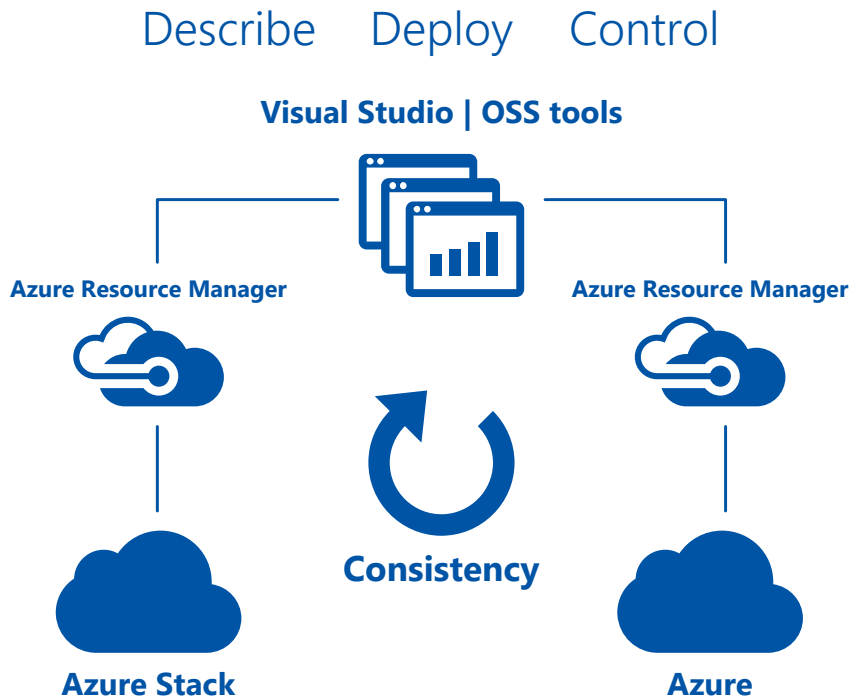 Describe Deploy Control
Visual Studio | OSS tools
Azure Resource Manager
Azure Resource Manager
Consistency
Azure Stack
Azure